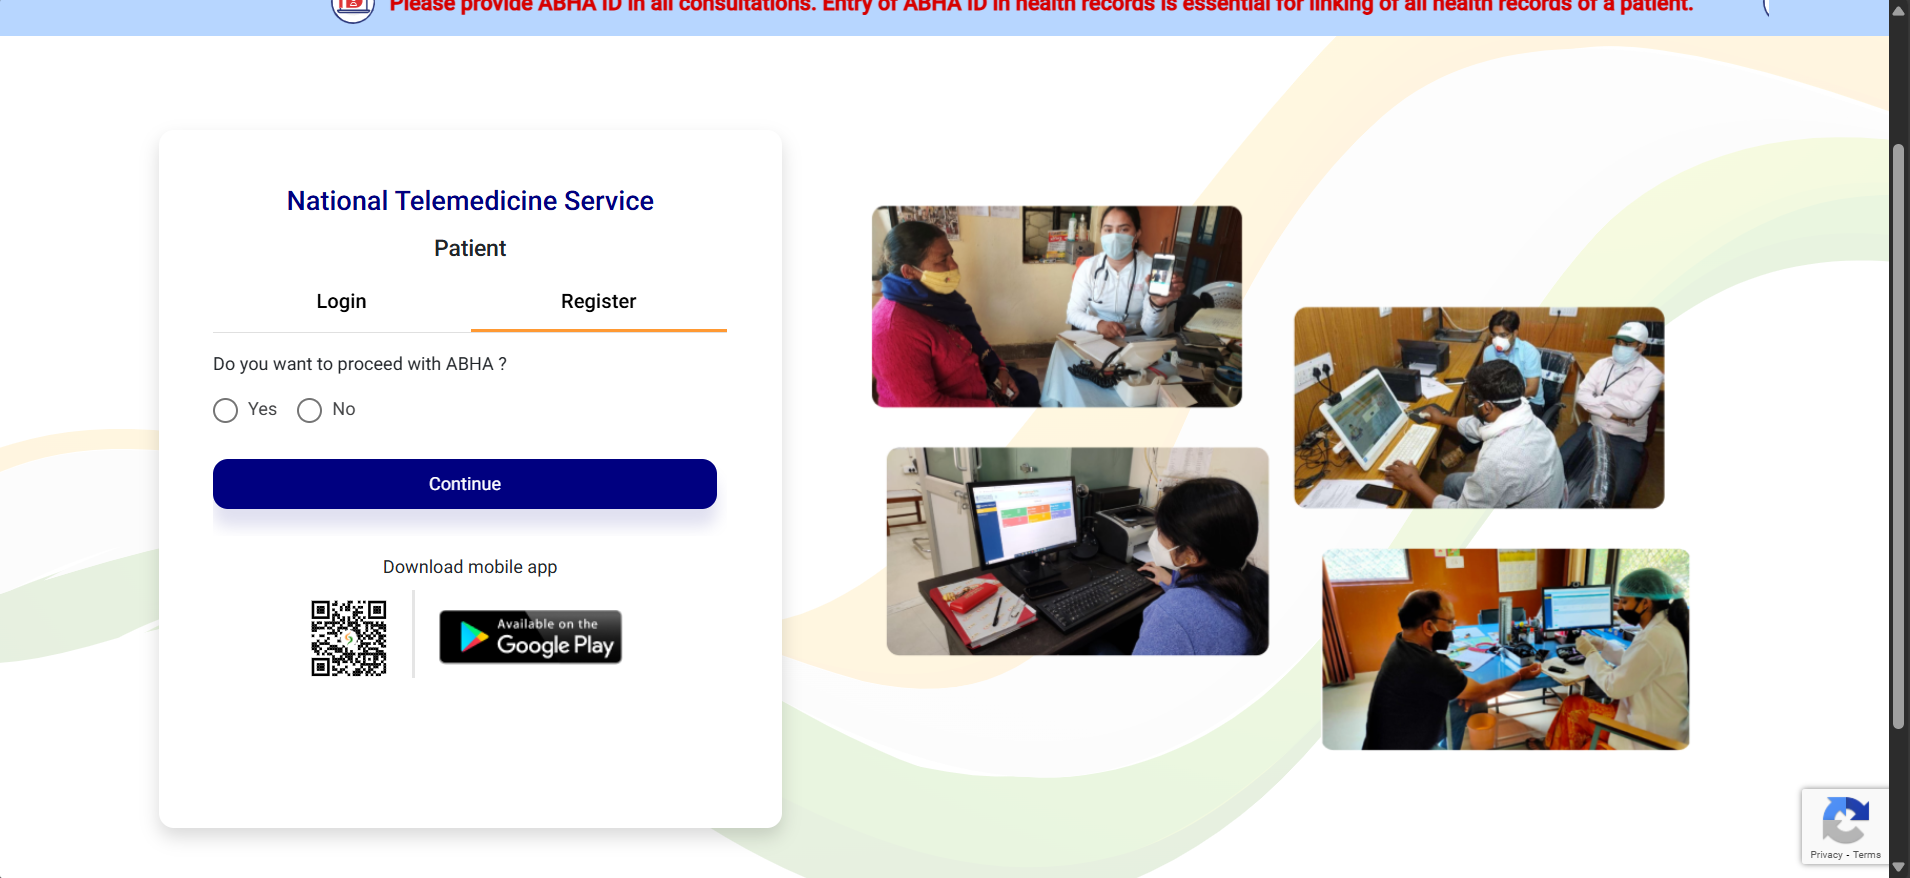 Please provide ABHA ID in all consultations. Entry of ABHA ID in health records is essential for linking of all health records of a patient.
National Telemedicine Service
Patient
Login Register
Do you want to proceed with ABHA ?
Yes No
Continue
Download mobile app
Available on the
Google Play
Privacy - Terms